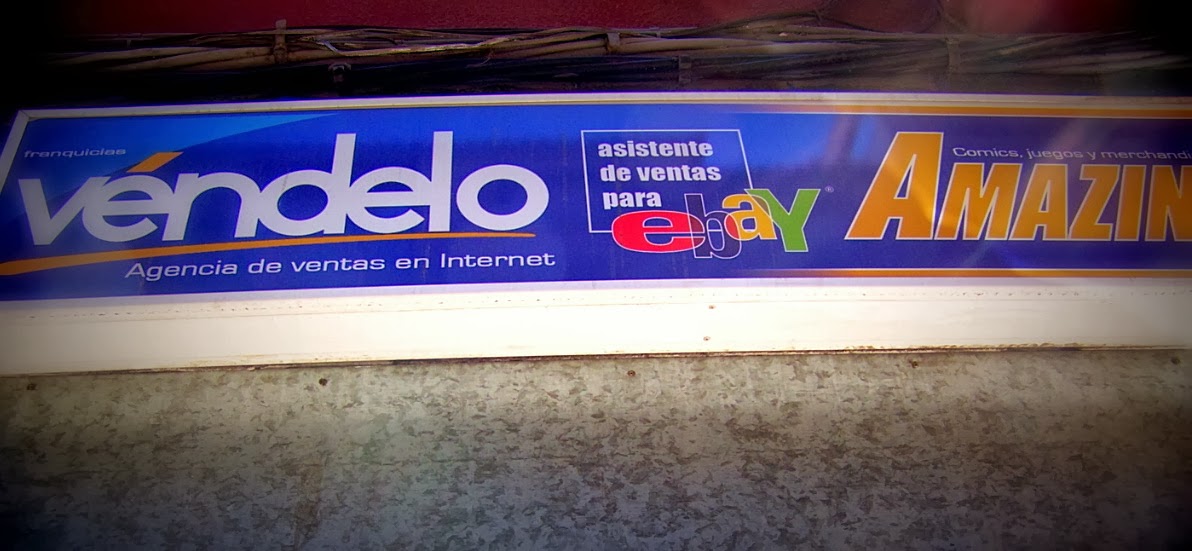 franquicias
véndelo
Agencia de ventas en Internet
asistente
de ventas
para
ebaY®
Comics, juegos y
AMAZIN